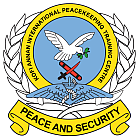 KOFI ANNAN INTERNATIONAL PEACEKEEPING TRAINING CENTRE
PEACE AND SECURITY